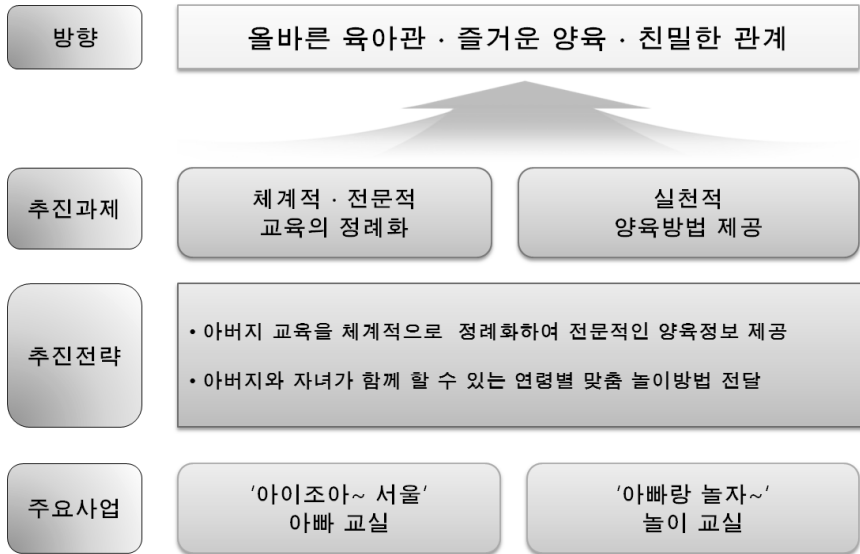 방향
올바른 육아관 · 즐거운 양육 · 친밀한 관계
추진과제
체계적 · 전문적
교육의 정례화
실천적
양육방법 제공
추진전략
• 아버지 교육을 체계적으로 정례화하여 전문적인 양육정보 제공
• 아버지와 자녀가 함께 할 수 있는 연령별 맞춤 놀이방법 전달
주요사업
‘아이조아~ 서울‘
아빠 교실
‘아빠랑 놀자~‘
놀이 교실